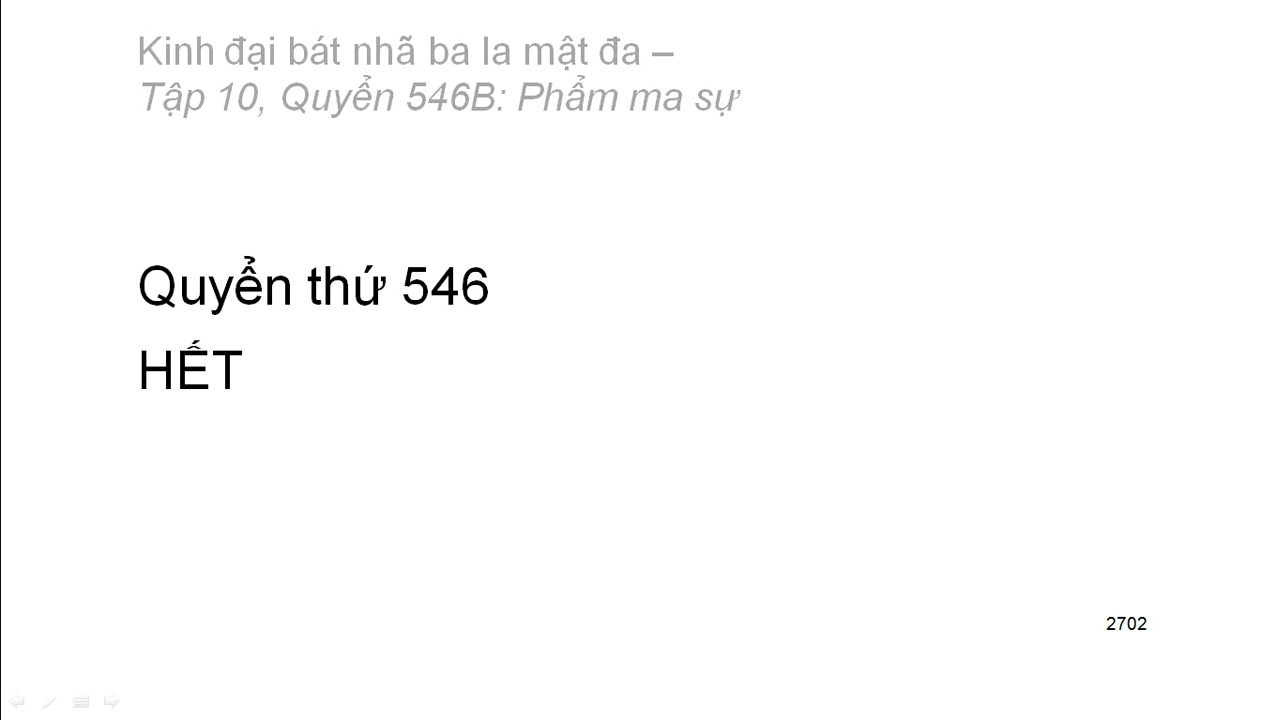 Kinh đại bát nhã ba la mật đa –
Tập 10, Quyển 546B: Phẩm ma sự
Quyển thứ 546
HẾT
2702